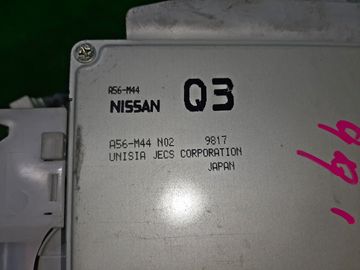 A56-M44
NISSAN Q3
A56-M44 N02 9817
UNISIA JECS CORPORATION
JAPAN